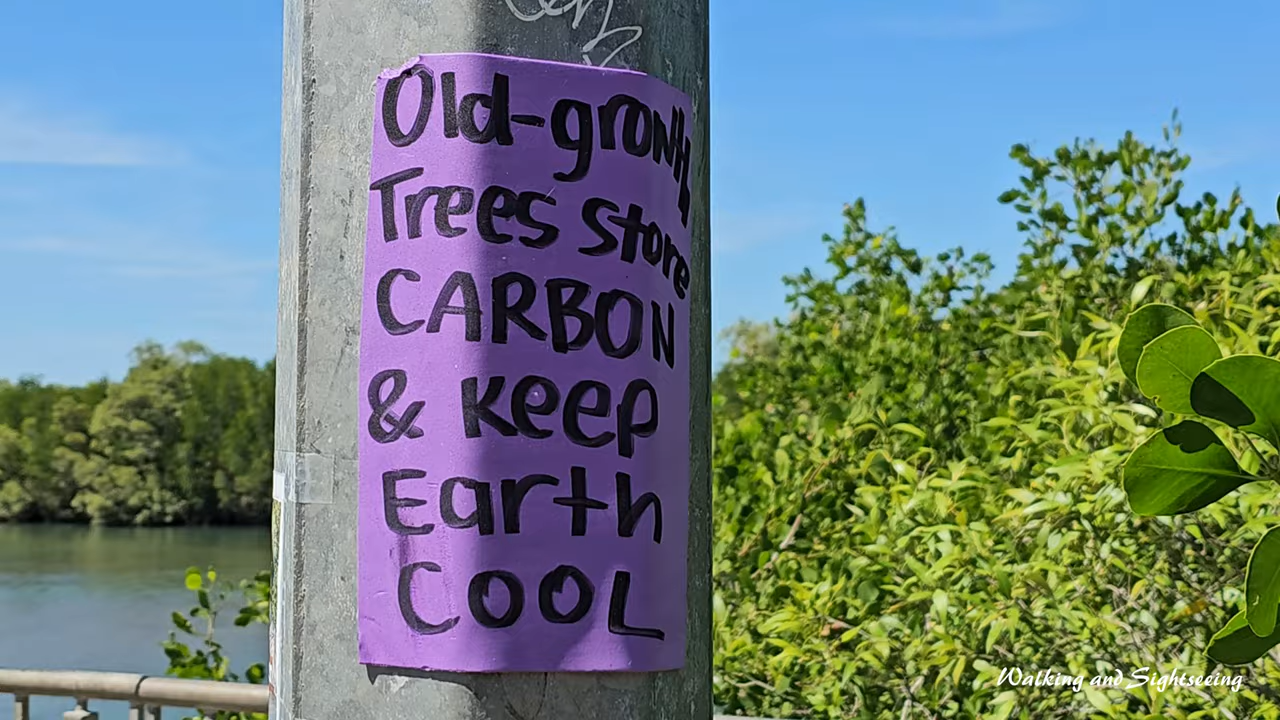 Old-growth
Trees store
CARBON
& Keep
Earth
COOL
Walking and Sightseeing